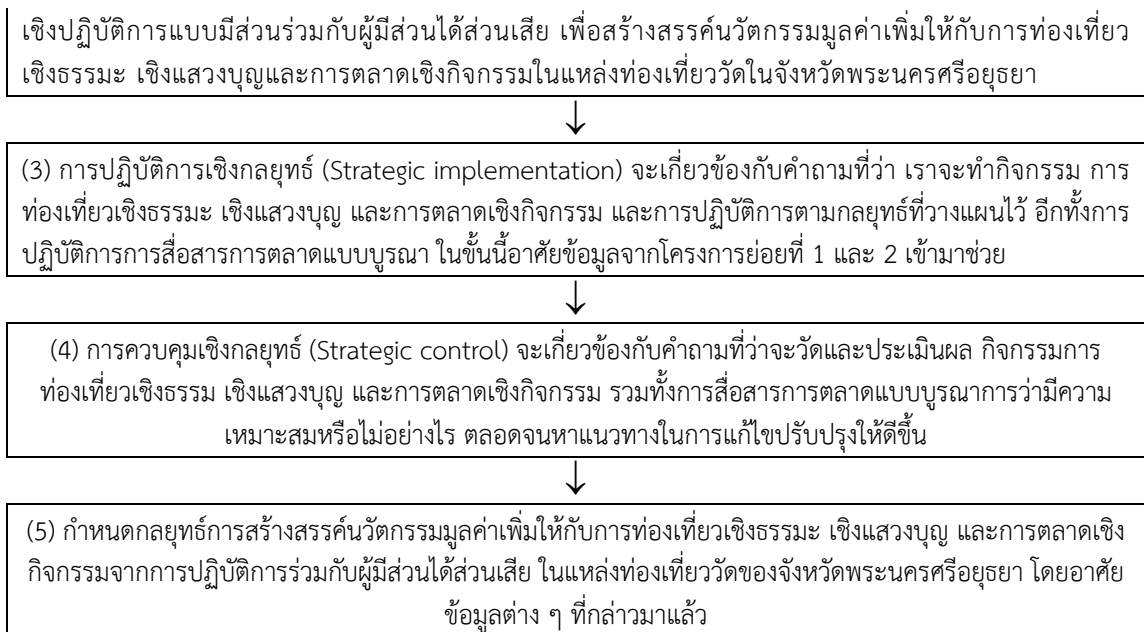 เชิงปฏิบัติการแบบมีส่วนร่วมกับผู้มีส่วนได้ส่วนเสีย เพื่อสร้างสรรค์นวัตกรรมมูลค่าเพิ่มให้กับการท่องเที่ยว
เชิงธรรมะ เชิงแสวงบุญและการตลาดเชิงกิจกรรมในแหล่งท่องเที่ยววัดในจังหวัดพระนครศรีอยุธยา
↓
(3) การปฏิบัติการเชิงกลยุทธ์ (Strategic implementation) จะเกี่ยวข้องกับคำถามที่ว่า เราจะทำกิจกรรม การ
ท่องเที่ยวเชิงธรรมะ เชิงแสวงบุญ และการตลาดเชิงกิจกรรม และการปฏิบัติการตามกลยุทธ์ที่วางแผนไว้ อีกทั้งการ
ปฏิบัติการการสื่อสารการตลาดแบบบูรณา ในขั้นนี้อาศัยข้อมูลจากโครงการย่อยที่ 1 และ 2 เข้ามาช่วย
↓
(4) การควบคุมเชิงกลยุทธ์ (Strategic control) จะเกี่ยวข้องกับคำถามที่ว่าจะวัดและประเมินผล กิจกรรมการ
ท่องเที่ยวเชิงธรรม เชิงแสวงบุญ และการตลาดเชิงกิจกรรม รวมทั้งการสื่อสารการตลาดแบบบูรณาการว่ามีความ
เหมาะสมหรือไม่อย่างไร ตลอดจนหาแนวทางในการแก้ไขปรับปรุงให้ดีขึ้น
↓
(5) กำหนดกลยุทธ์การสร้างสรรค์นวัตกรรมมูลค่าเพิ่มให้กับการท่องเที่ยวเชิงธรรมะ เชิงแสวงบุญ และการตลาดเชิง
กิจกรรมจากการปฏิบัติการร่วมกับผู้มีส่วนได้ส่วนเสีย ในแหล่งท่องเที่ยววัดของจังหวัดพระนครศรีอยุธยา โดยอาศัย
ข้อมูลต่าง ๆ ที่กล่าวมาแล้ว